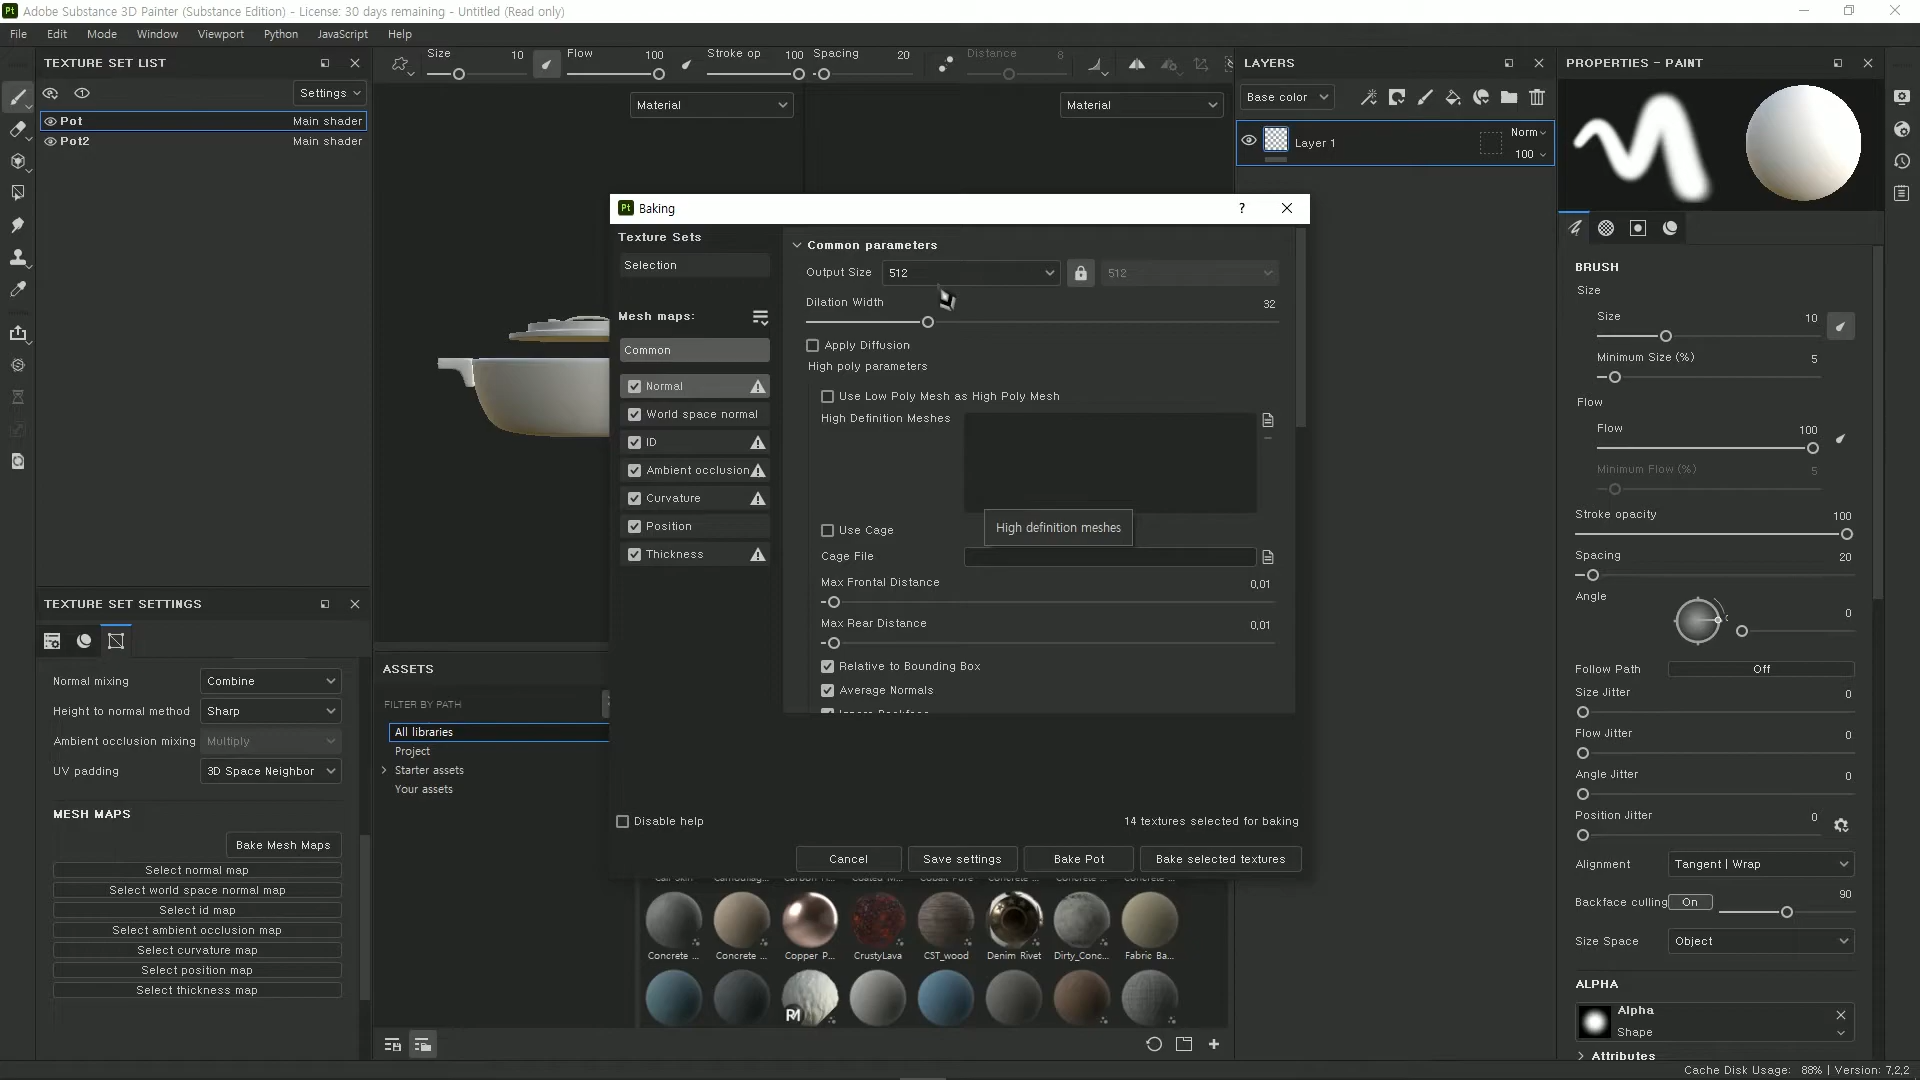 Adobe Substance 3D Painter (Substance Edition) - License: 30 days remaining - Untitled (Read only)
File Edit Mode Window Viewport Python JavaScript Help
TEXTURE SET LIST
Settings
Pot Main shader
Pot2 Main shader
Size 10 Flow 100 Stroke op 100 Spacing 20 Distance 8
Material
Material
LAYERS
Base color
Layer 1
Norm
100
PROPERTIES - PAINT
BRUSH
Size
Size 10
Minimum Size (%) 5
Flow
Flow 100
Minimum Flow (%) 5
Stroke opacity 100
Spacing 20
Angle 0
Follow Path Off
Size Jitter 0
Flow Jitter 0
Angle Jitter 0
Position Jitter 0
Alignment Tangent | Wrap
Backface culling On 90
Size Space Object
ALPHA
Alpha
Shape
Attributes
Baking
?
Texture Sets
Selection
Mesh maps:
Common
Normal
World space normal
ID
Ambient occlusion
Curvature
Position
Thickness
Common parameters
Output Size 512 512
Dilation Width 32
Apply Diffusion
High poly parameters
Use Low Poly Mesh as High Poly Mesh
High Definition Meshes
Use Cage
High definition meshes
Cage File
Max Frontal Distance 0,01
Max Rear Distance 0,01
Relative to Bounding Box
Average Normals
Disable help
14 textures selected for baking
Cancel Save settings Bake Pot Bake selected textures
TEXTURE SET SETTINGS
Normal mixing Combine
Height to normal method Sharp
Ambient occlusion mixing Multiply
UV padding 3D Space Neighbor
MESH MAPS
Bake Mesh Maps
Select normal map
Select world space normal map
Select id map
Select ambient occlusion map
Select curvature map
Select position map
Select thickness map
ASSETS
FILTER BY PATH
All libraries
Project
Starter assets
Your assets
Concrete ... Concrete ... Copper P... CrustyLava CST_wood Denim Rivet Dirty_Conc... Fabric Ba...
Cache Disk Usage: 88% | Version: 7,2,2